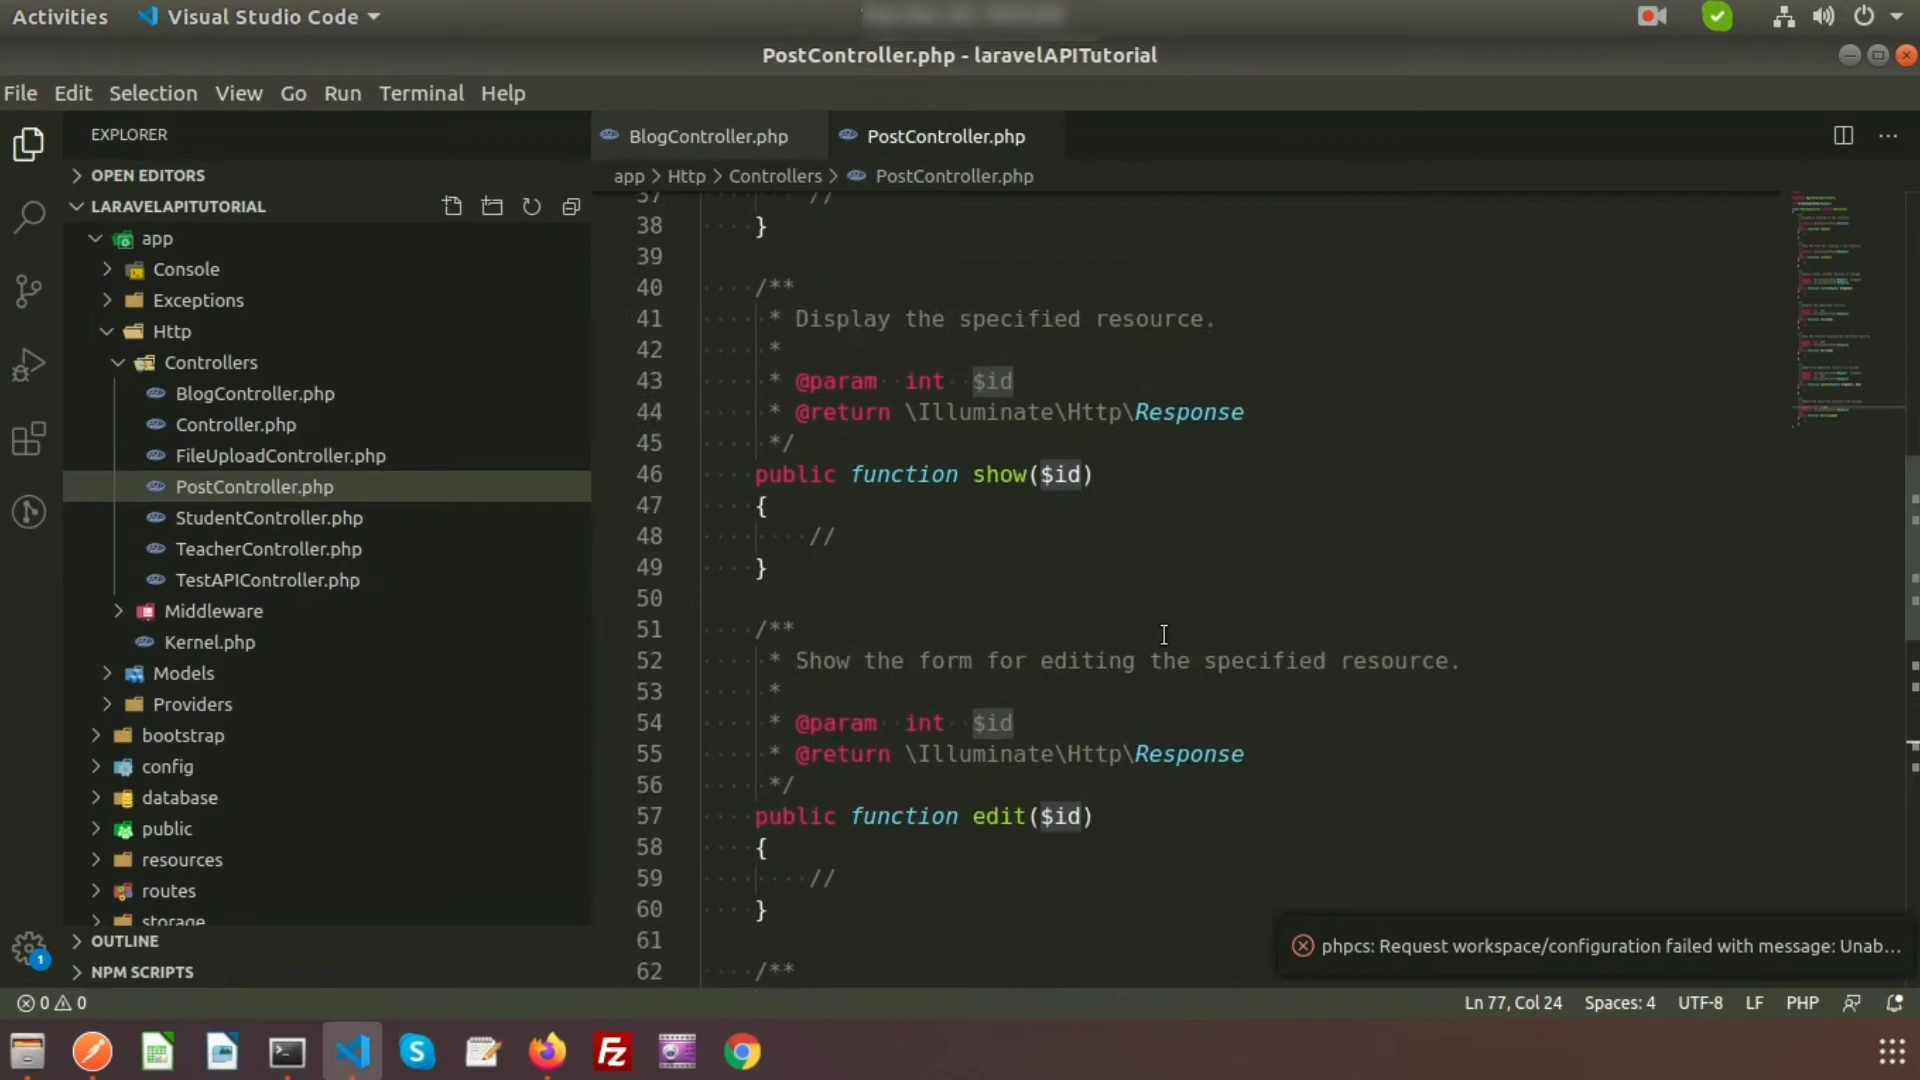 Activities
Visual Studio Code
PostController.php - laravelAPITutorial
File Edit Selection View Go Run Terminal Help
EXPLORER
OPEN EDITORS
LARAVELAPITUTORIAL
app
Console
Exceptions
Http
Controllers
BlogController.php
Controller.php
FileUploadController.php
PostController.php
StudentController.php
TeacherController.php
TestAPIController.php
Middleware
Kernel.php
Models
Providers
bootstrap
config
database
public
resources
routes
storage
OUTLINE
NPM SCRIPTS
BlogController.php
PostController.php
app > Http > Controllers > PostController.php
37 //
38 }
39
40 /**
41 * Display the specified resource.
42 *
43 * @param int $id
44 * @return \Illuminate\Http\Response
45 */
46 public function show($id)
47 {
48 //
49 }
50
51 /**
52 * Show the form for editing the specified resource.
53 *
54 * @param int $id
55 * @return \Illuminate\Http\Response
56 */
57 public function edit($id)
58 {
59 //
60 }
61
62 /**
phpcs: Request workspace/configuration failed with message: Unab...
1
0 0
Ln 77, Col 24 Spaces: 4 UTF-8 LF PHP
S
Fz